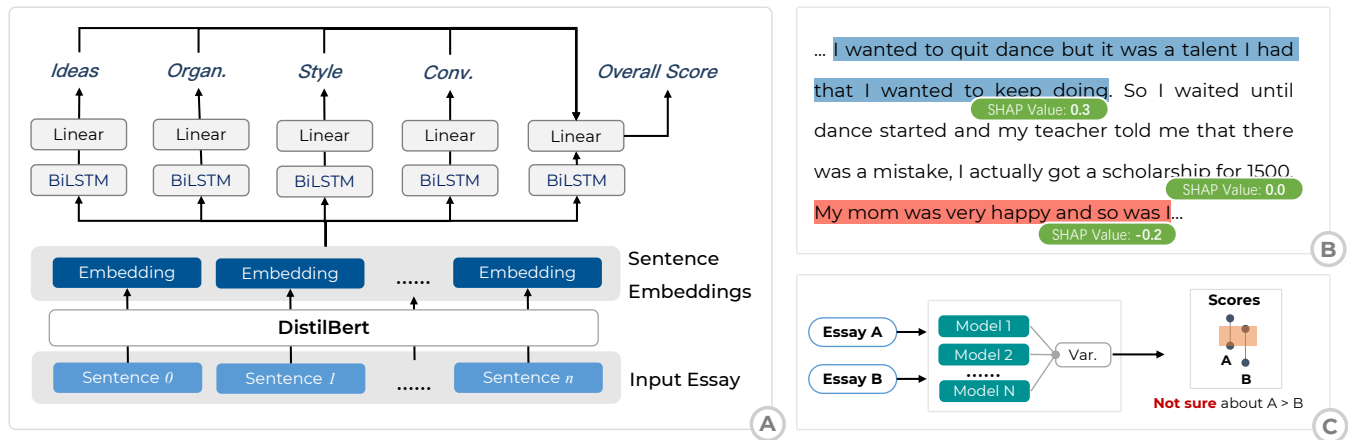 Ideas
Organ.
Style
Conv.
Overall Score
Linear
Linear
Linear
Linear
Linear
BiLSTM
BiLSTM
BiLSTM
BiLSTM
BiLSTM
Embedding
Embedding
......
Embedding
Sentence
Embeddings
DistilBert
Sentence 0
Sentence 1
......
Sentence n
Input Essay
A
... I wanted to quit dance but it was a talent I had
that I wanted to keep doing. So I waited until
SHAP Value: 0.3
dance started and my teacher told me that there
was a mistake, I actually got a scholarship for 1500.
SHAP Value: 0.0
My mom was very happy and so was I...
SHAP Value: -0.2
B
Essay A
Essay B
Model 1
Model 2
......
Model N
Var.
Scores
A
B
Not sure about A > B
C